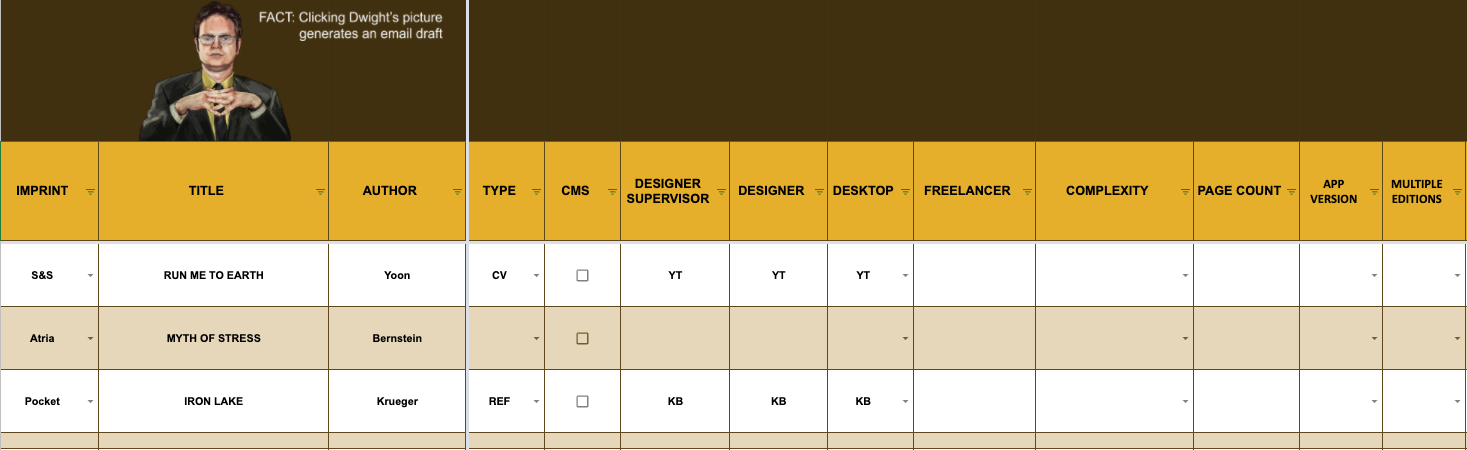 FACT: Clicking Dwight's picture
generates an email draft
IMPRINT TITLE AUTHOR TYPE CMS DESIGNER SUPERVISOR DESIGNER DESKTOP FREELANCER COMPLEXITY PAGE COUNT APP VERSION MULTIPLE EDITIONS
S&S RUN ME TO EARTH Yoon CV YT YT YT
Atria MYTH OF STRESS Bernstein
Pocket IRON LAKE Krueger REF KB KB KB